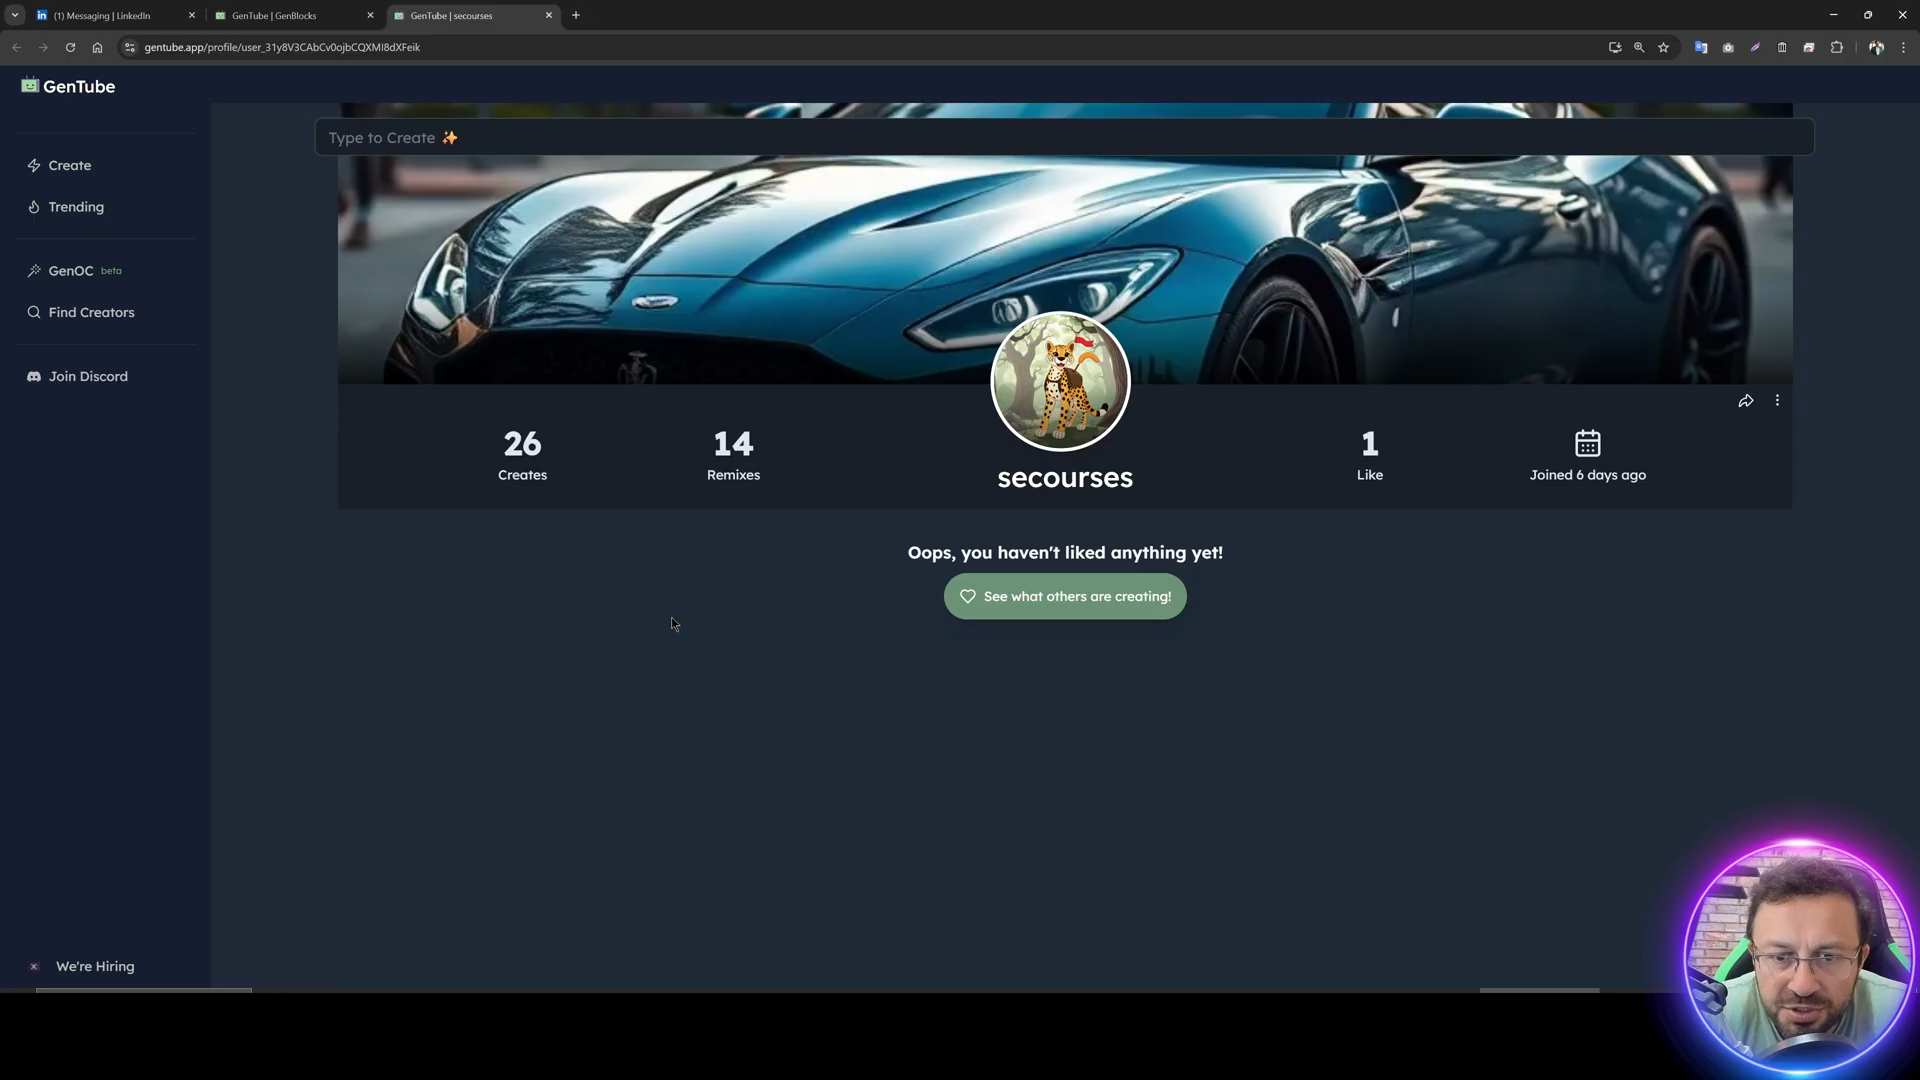 (1) Messaging | LinkedIn
GenTube | GenBlocks
GenTube | secourses
gentube.app/profile/user_31y8V3CAbCv0ojbCQXMI8dXFeik
GenTube
Type to Create ✨
Create
Trending
GenOC beta
Find Creators
Join Discord
26
Creates
14
Remixes
secourses
1
Like
Joined 6 days ago
Oops, you haven't liked anything yet!
See what others are creating!
We're Hiring